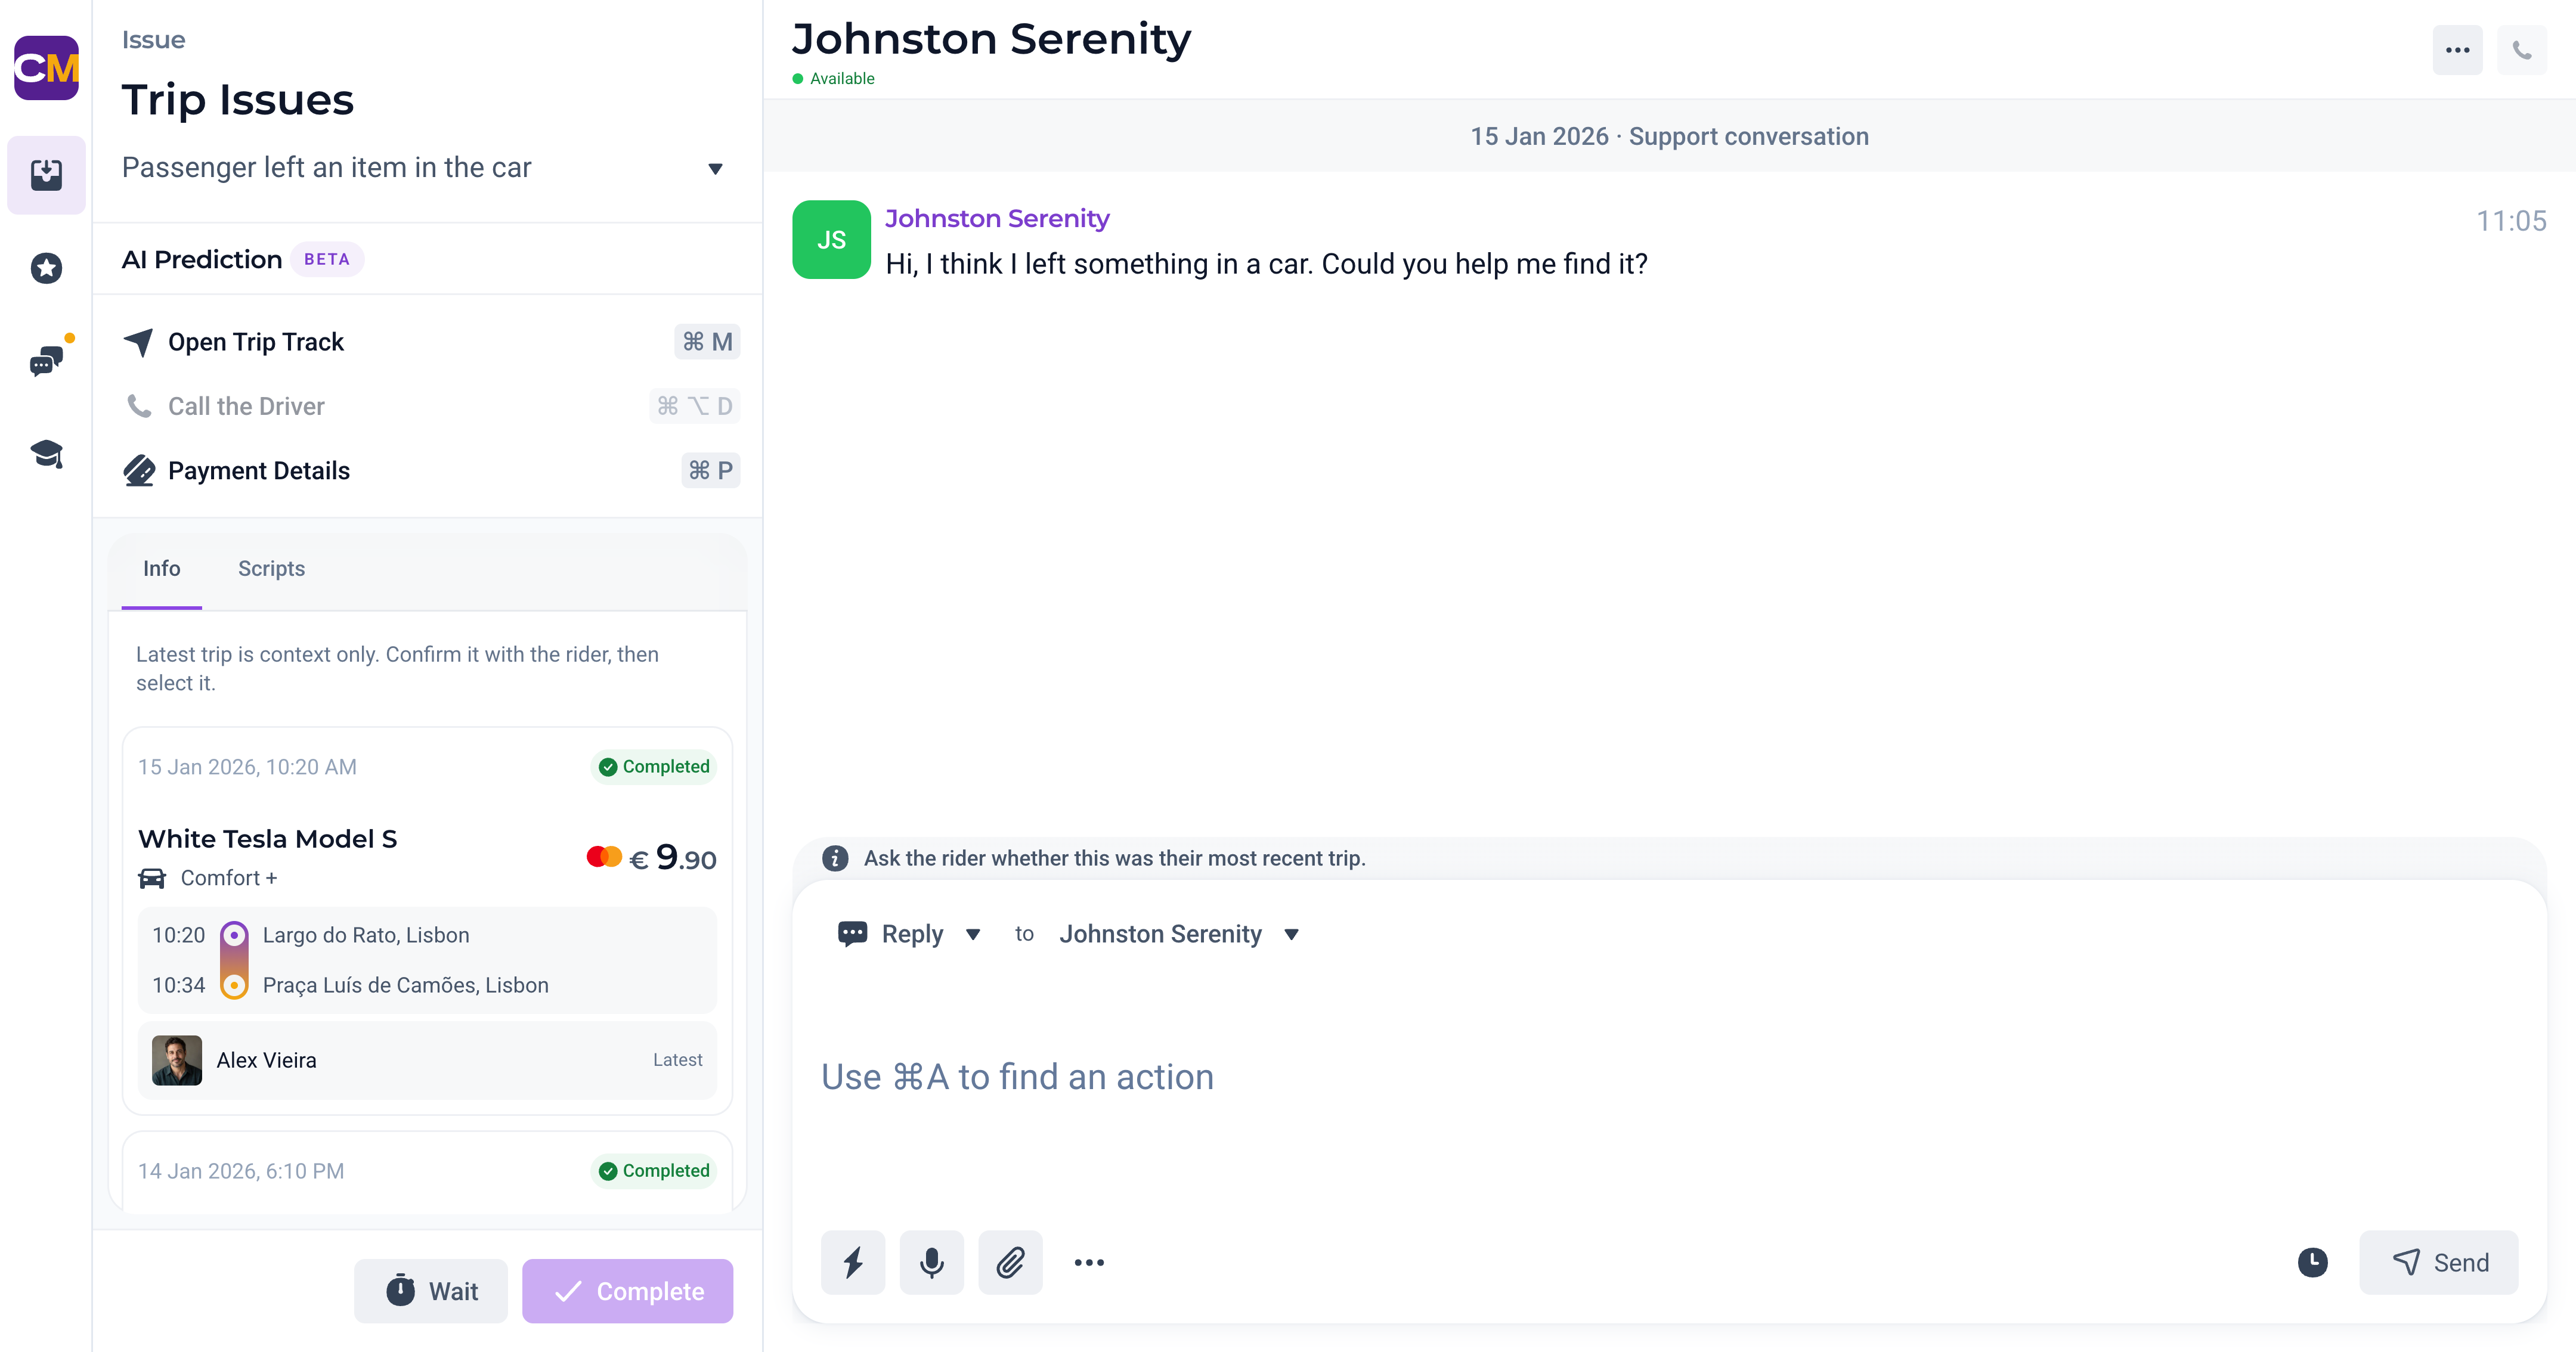 CM
Issue
Trip Issues
Passenger left an item in the car
AI Prediction BETA
Open Trip Track ⌘ M
Call the Driver ⌘ ⌥ D
Payment Details ⌘ P
Info Scripts
Latest trip is context only. Confirm it with the rider, then
select it.
15 Jan 2026, 10:20 AM Completed
White Tesla Model S
€ 9.90
Comfort +
10:20 Largo do Rato, Lisbon
10:34 Praça Luís de Camões, Lisbon
Alex Vieira Latest
14 Jan 2026, 6:10 PM Completed
Wait Complete
Johnston Serenity
Available
15 Jan 2026 · Support conversation
JS
Johnston Serenity 11:05
Hi, I think I left something in a car. Could you help me find it?
Ask the rider whether this was their most recent trip.
Reply to Johnston Serenity
Use ⌘A to find an action
Send